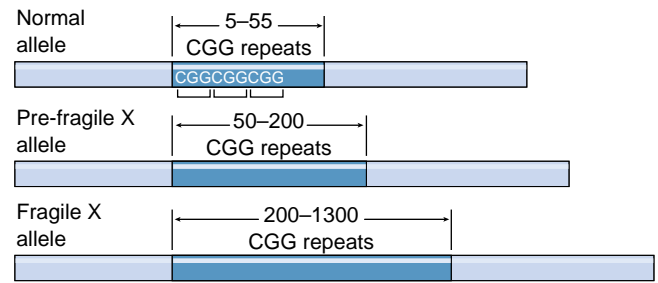 Normal
allele
5–55
CGG repeats
CGGCGGCGG
Pre-fragile X
allele
50–200
CGG repeats
Fragile X
allele
200–1300
CGG repeats